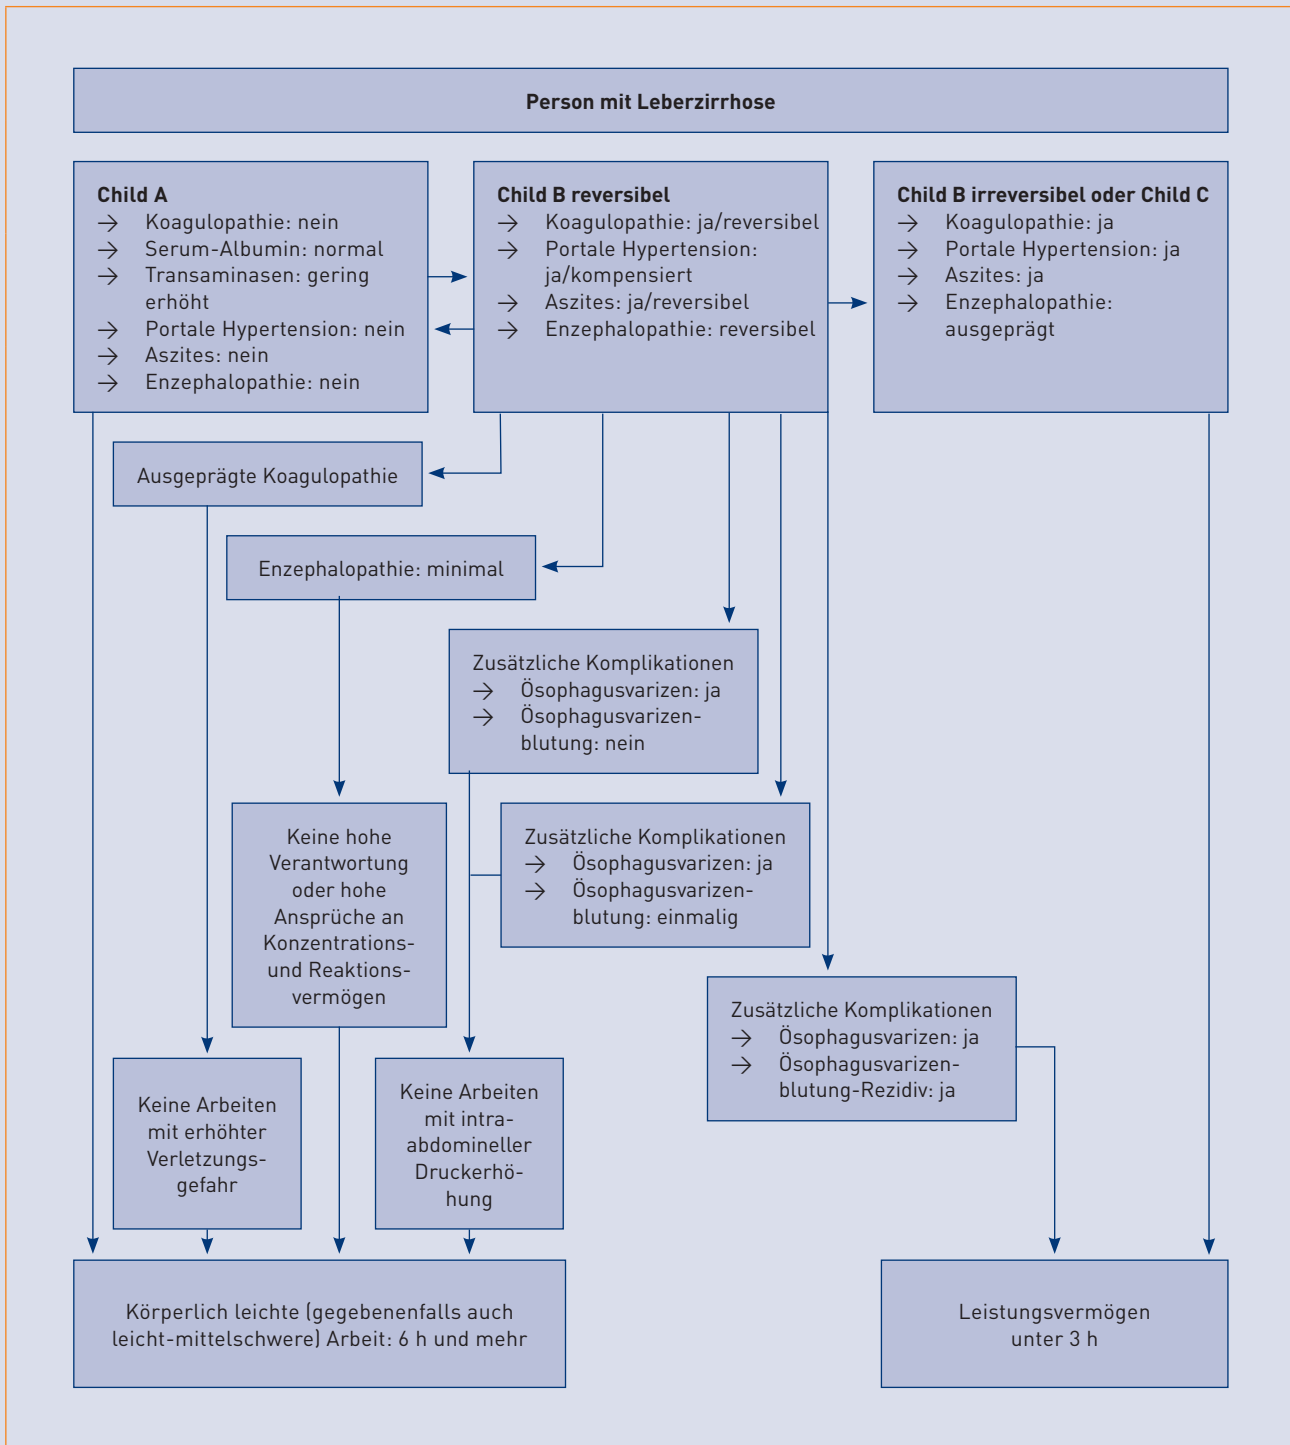 Person mit Leberzirrhose
Child A
→ Koagulopathie: nein
→ Serum-Albumin: normal
→ Transaminasen: gering
erhöht
→ Portale Hypertension: nein
→ Aszites: nein
→ Enzephalopathie: nein
Child B reversibel
→ Koagulopathie: ja/reversibel
→ Portale Hypertension:
ja/kompensiert
→ Aszites: ja/reversibel
→ Enzephalopathie: reversibel
Child B irreversibel oder Child C
→ Koagulopathie: ja
→ Portale Hypertension: ja
→ Aszites: ja
→ Enzephalopathie:
ausgeprägt
Ausgeprägte Koagulopathie
Enzephalopathie: minimal
Zusätzliche Komplikationen
→ Ösophagusvarizen: ja
→ Ösophagusvarizen-
blutung: nein
Keine hohe
Verantwortung
oder hohe
Ansprüche an
Konzentrations-
und Reaktions-
vermögen
Zusätzliche Komplikationen
→ Ösophagusvarizen: ja
→ Ösophagusvarizen-
blutung: einmalig
Zusätzliche Komplikationen
→ Ösophagusvarizen: ja
→ Ösophagusvarizen-
blutung-Rezidiv: ja
Keine Arbeiten
mit erhöhter
Verletzungs-
gefahr
Keine Arbeiten
mit intra-
abdomineller
Druckerhö-
hung
Körperlich leichte (gegebenenfalls auch
leicht-mittelschwere) Arbeit: 6 h und mehr
Leistungsvermögen
unter 3 h